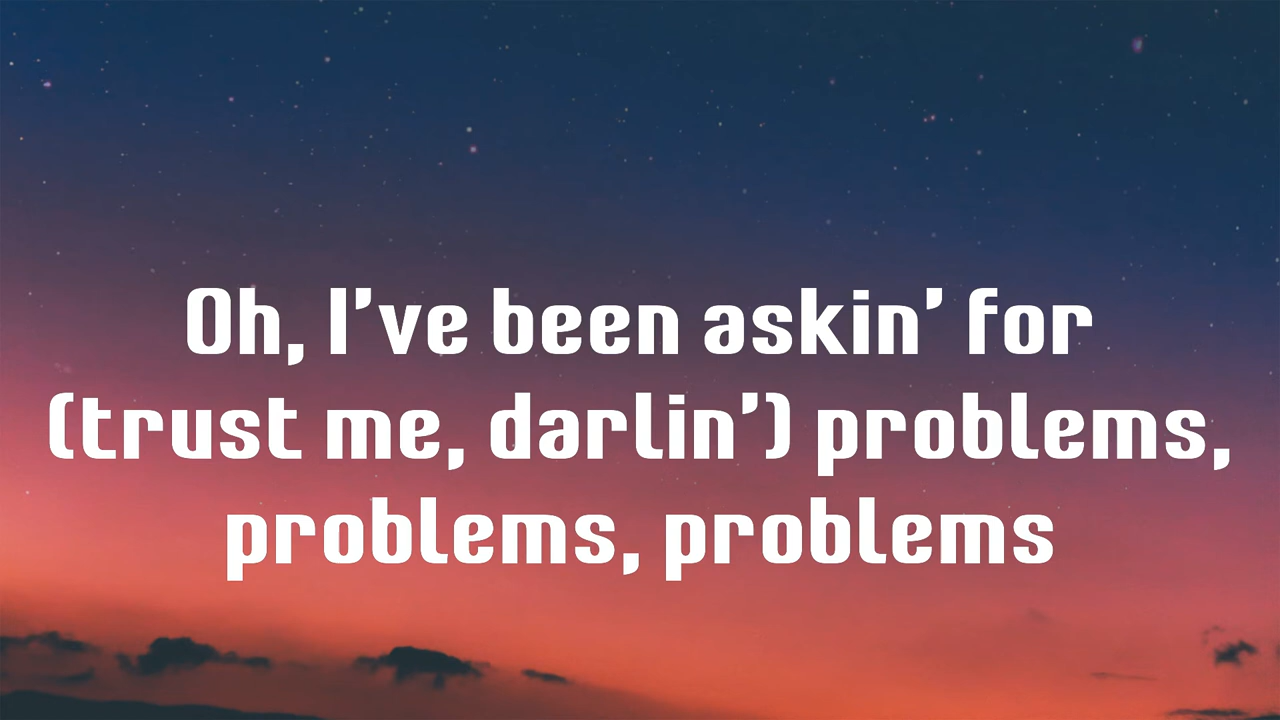 Oh, I've been askin' for
(trust me, darlin') problems,
problems, problems